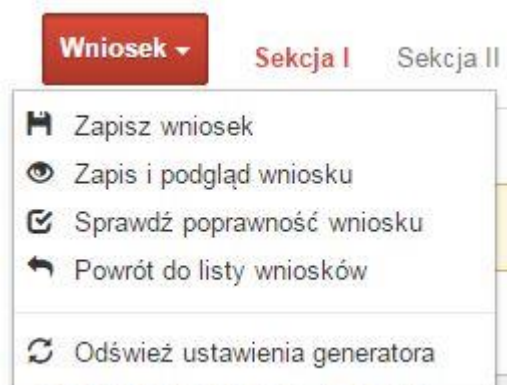 Wniosek Sekcja I Sekcja II
Zapisz wniosek
Zapis i podgląd wniosku
Sprawdź poprawność wniosku
Powrót do listy wniosków
Odśwież ustawienia generatora